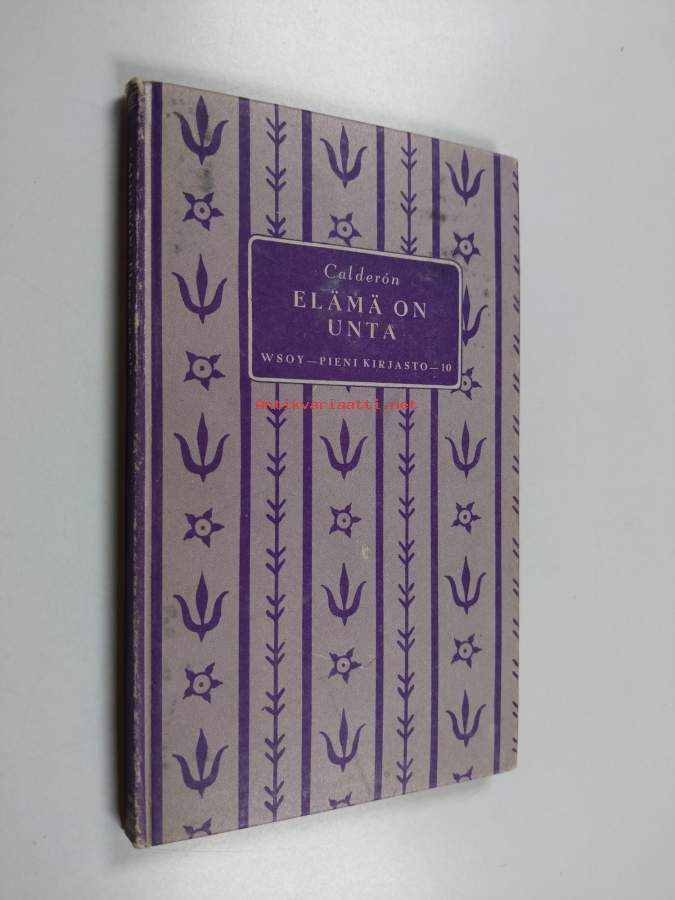 Calderón
ELÄMÄ ON
UNTA
WSOY—PIENI KIRJASTO—10
Antikvariaatti.net